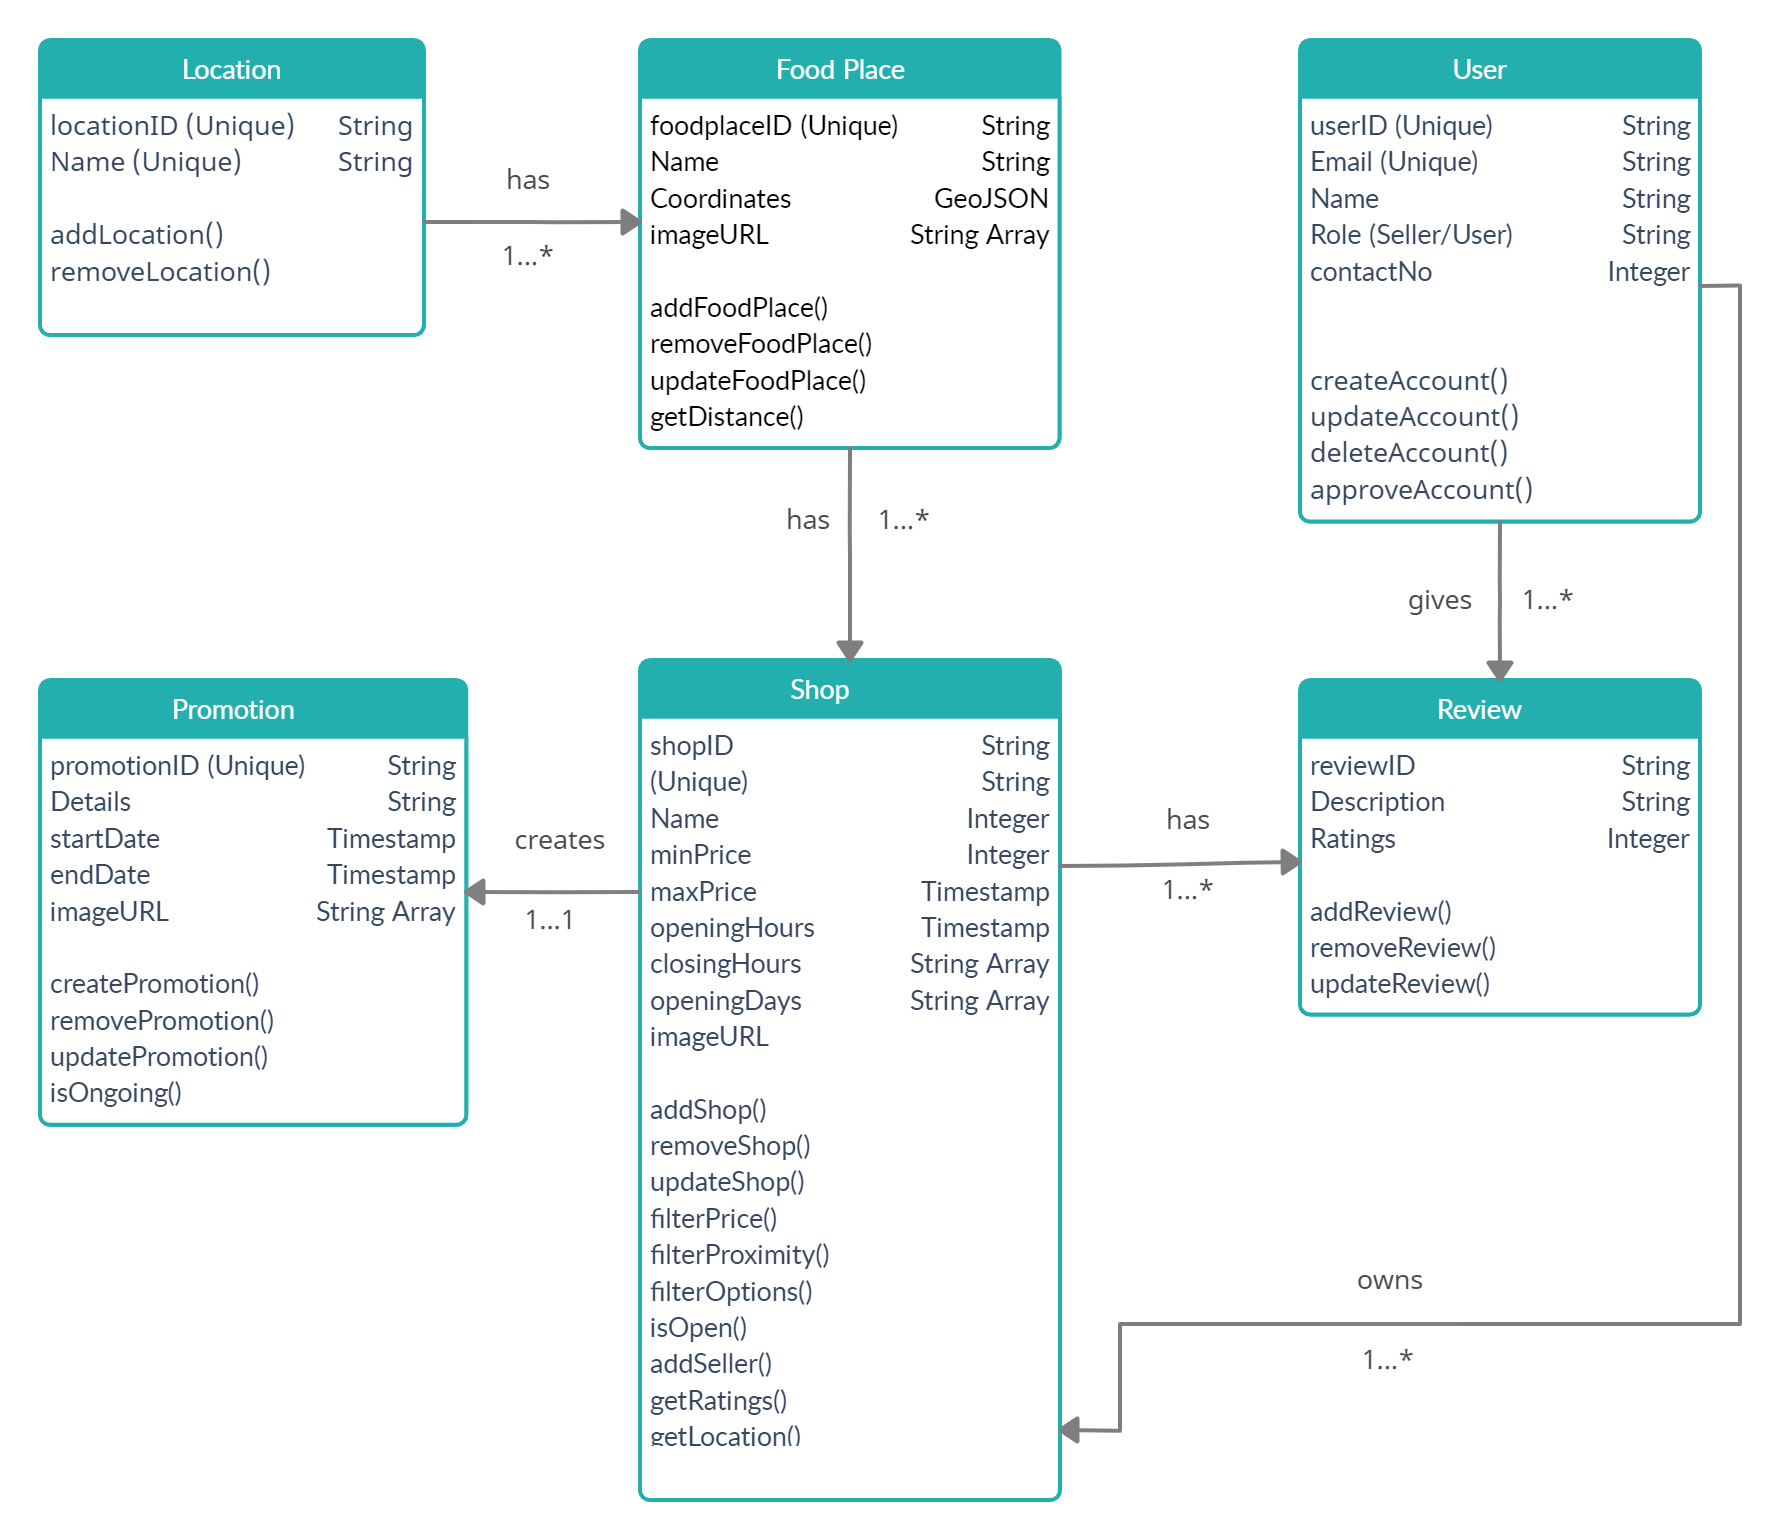 Location
locationID (Unique) String
Name (Unique) String
addLocation()
removeLocation()
has
1...*
Food Place
foodplaceID (Unique) String
Name String
Coordinates GeoJSON
imageURL String Array
addFoodPlace()
removeFoodPlace()
updateFoodPlace()
getDistance()
has 1...*
User
userID (Unique) String
Email (Unique) String
Name String
Role (Seller/User) String
contactNo Integer
createAccount()
updateAccount()
deleteAccount()
approveAccount()
gives 1...*
Promotion
promotionID (Unique) String
Details String
startDate Timestamp
endDate Timestamp
imageURL String Array
createPromotion()
removePromotion()
updatePromotion()
isOngoing()
creates
1...1
Shop
shopID String
(Unique) String
Name Integer
minPrice Integer
maxPrice Timestamp
openingHours Timestamp
closingHours String Array
openingDays String Array
imageURL
addShop()
removeShop()
updateShop()
filterPrice()
filterProximity()
filterOptions()
isOpen()
addSeller()
getRatings()
getLocation()
has
1...*
Review
reviewID String
Description String
Ratings Integer
addReview()
removeReview()
updateReview()
owns
1...*